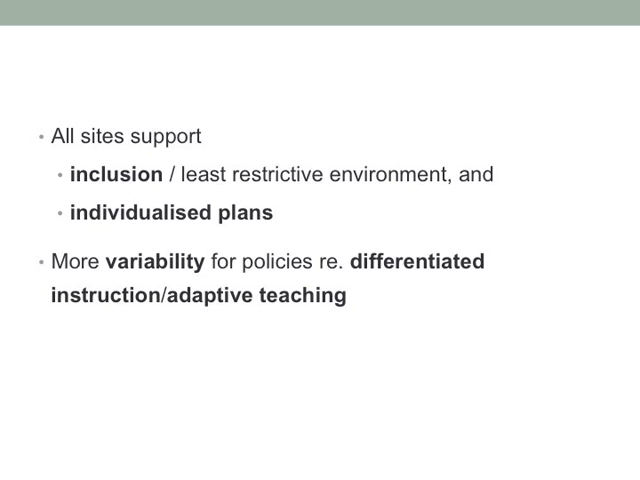 • All sites support
• inclusion / least restrictive environment, and
• individualised plans
• More variability for policies re. differentiated
instruction/adaptive teaching